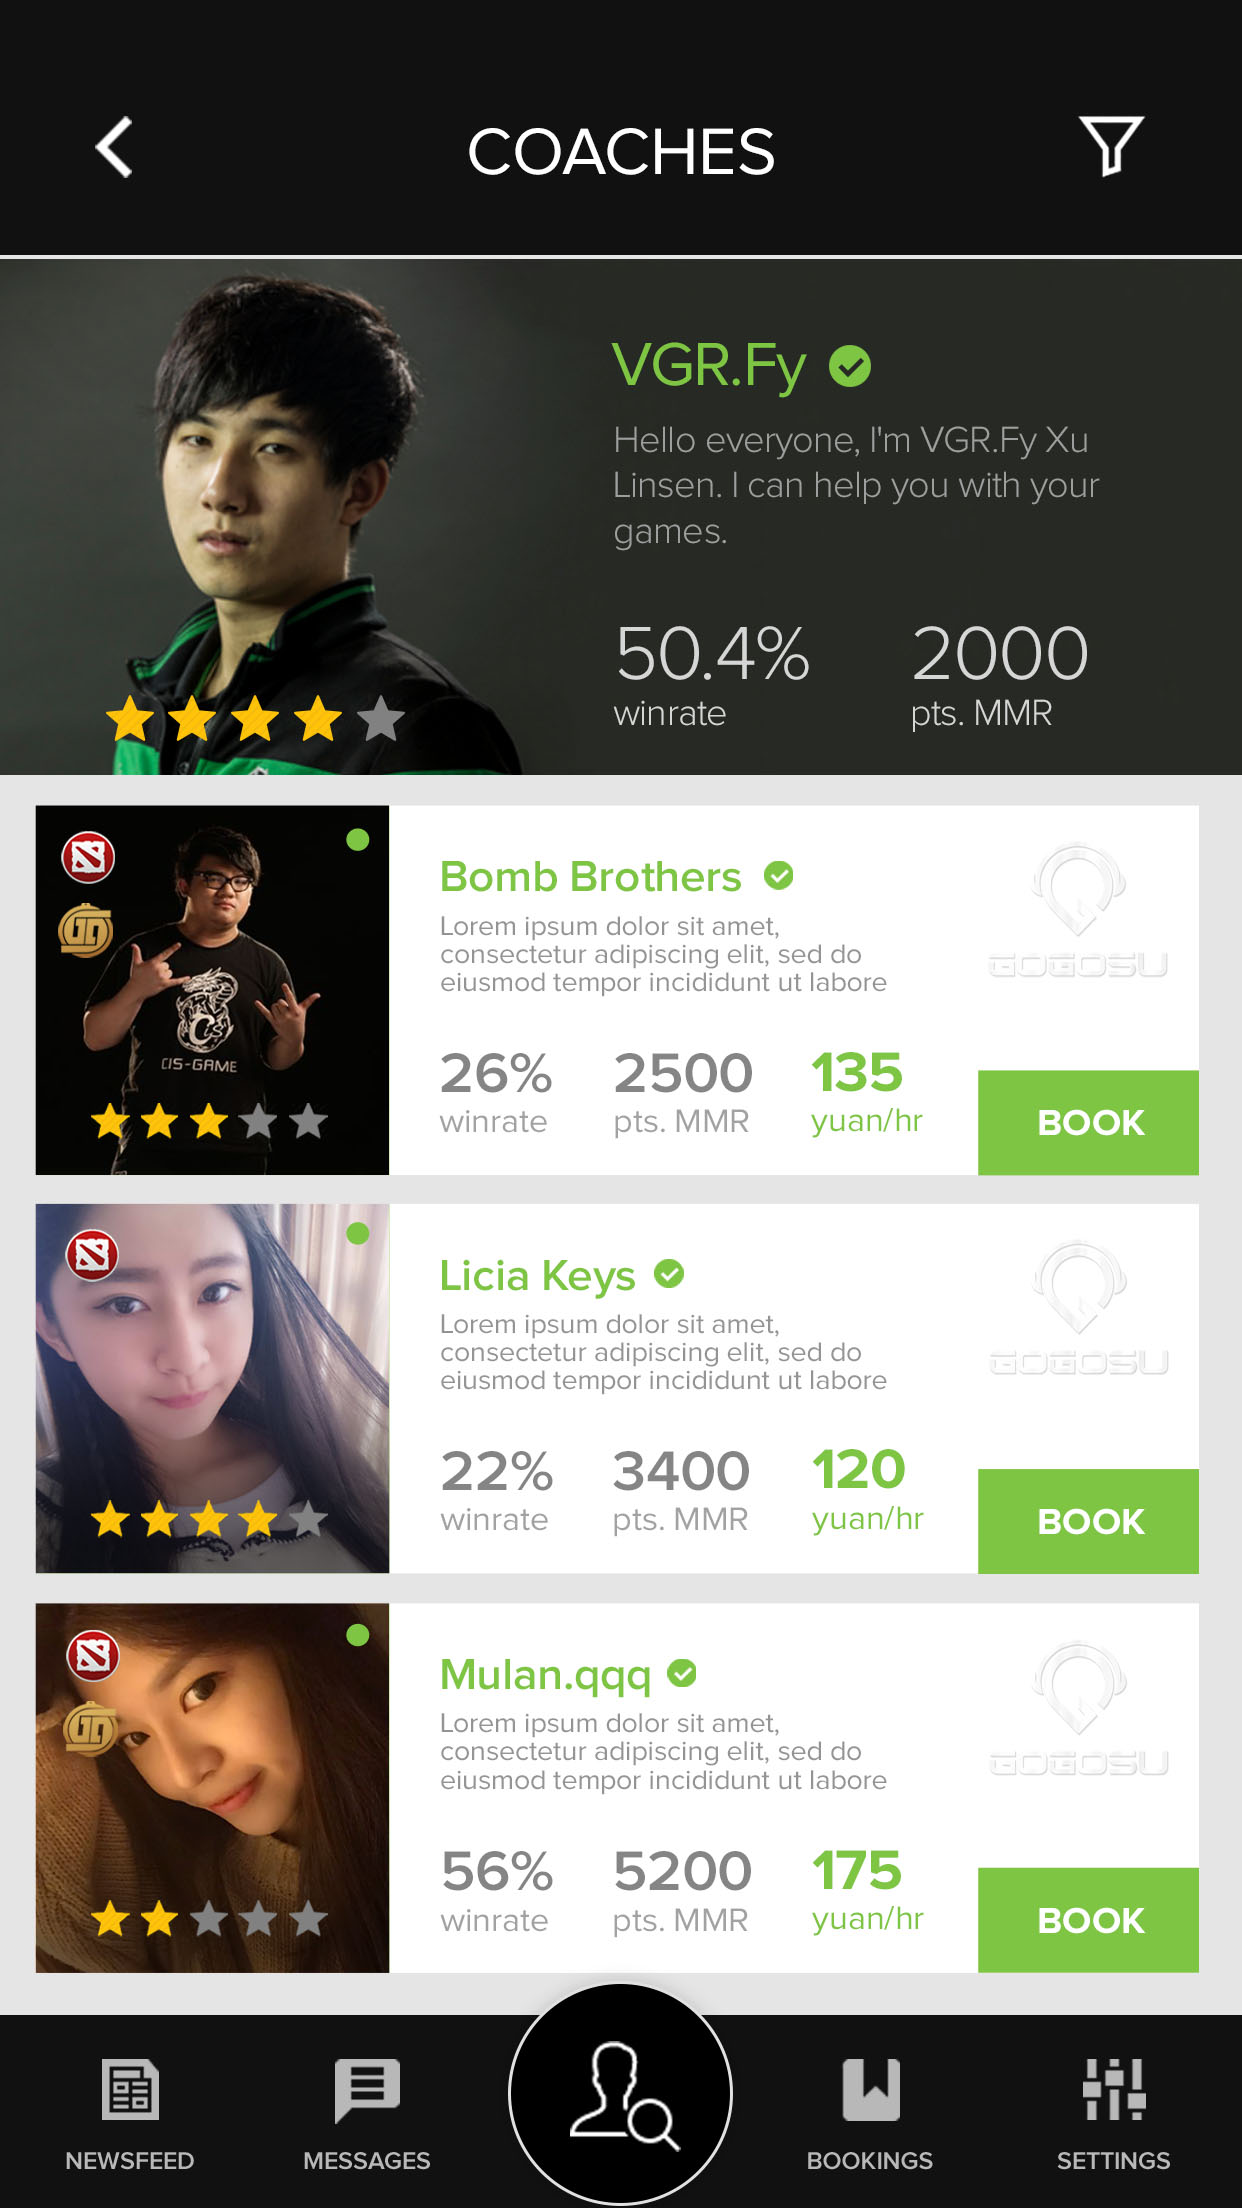 COACHES
VGR.Fy
Hello everyone, I'm VGR.Fy Xu
Linsen. I can help you with your
games.
50.4% 2000
winrate pts. MMR
Bomb Brothers
Lorem ipsum dolor sit amet,
consectetur adipiscing elit, sed do
eiusmod tempor incididunt ut labore
GOGOSU
CIS-GAME
26% 2500 135
winrate pts. MMR yuan/hr
BOOK
Licia Keys
Lorem ipsum dolor sit amet,
consectetur adipiscing elit, sed do
eiusmod tempor incididunt ut labore
GOGOSU
22% 3400 120
winrate pts. MMR yuan/hr
BOOK
Mulan.qqq
Lorem ipsum dolor sit amet,
consectetur adipiscing elit, sed do
eiusmod tempor incididunt ut labore
GOGOSU
56% 5200 175
winrate pts. MMR yuan/hr
BOOK
NEWSFEED MESSAGES BOOKINGS SETTINGS